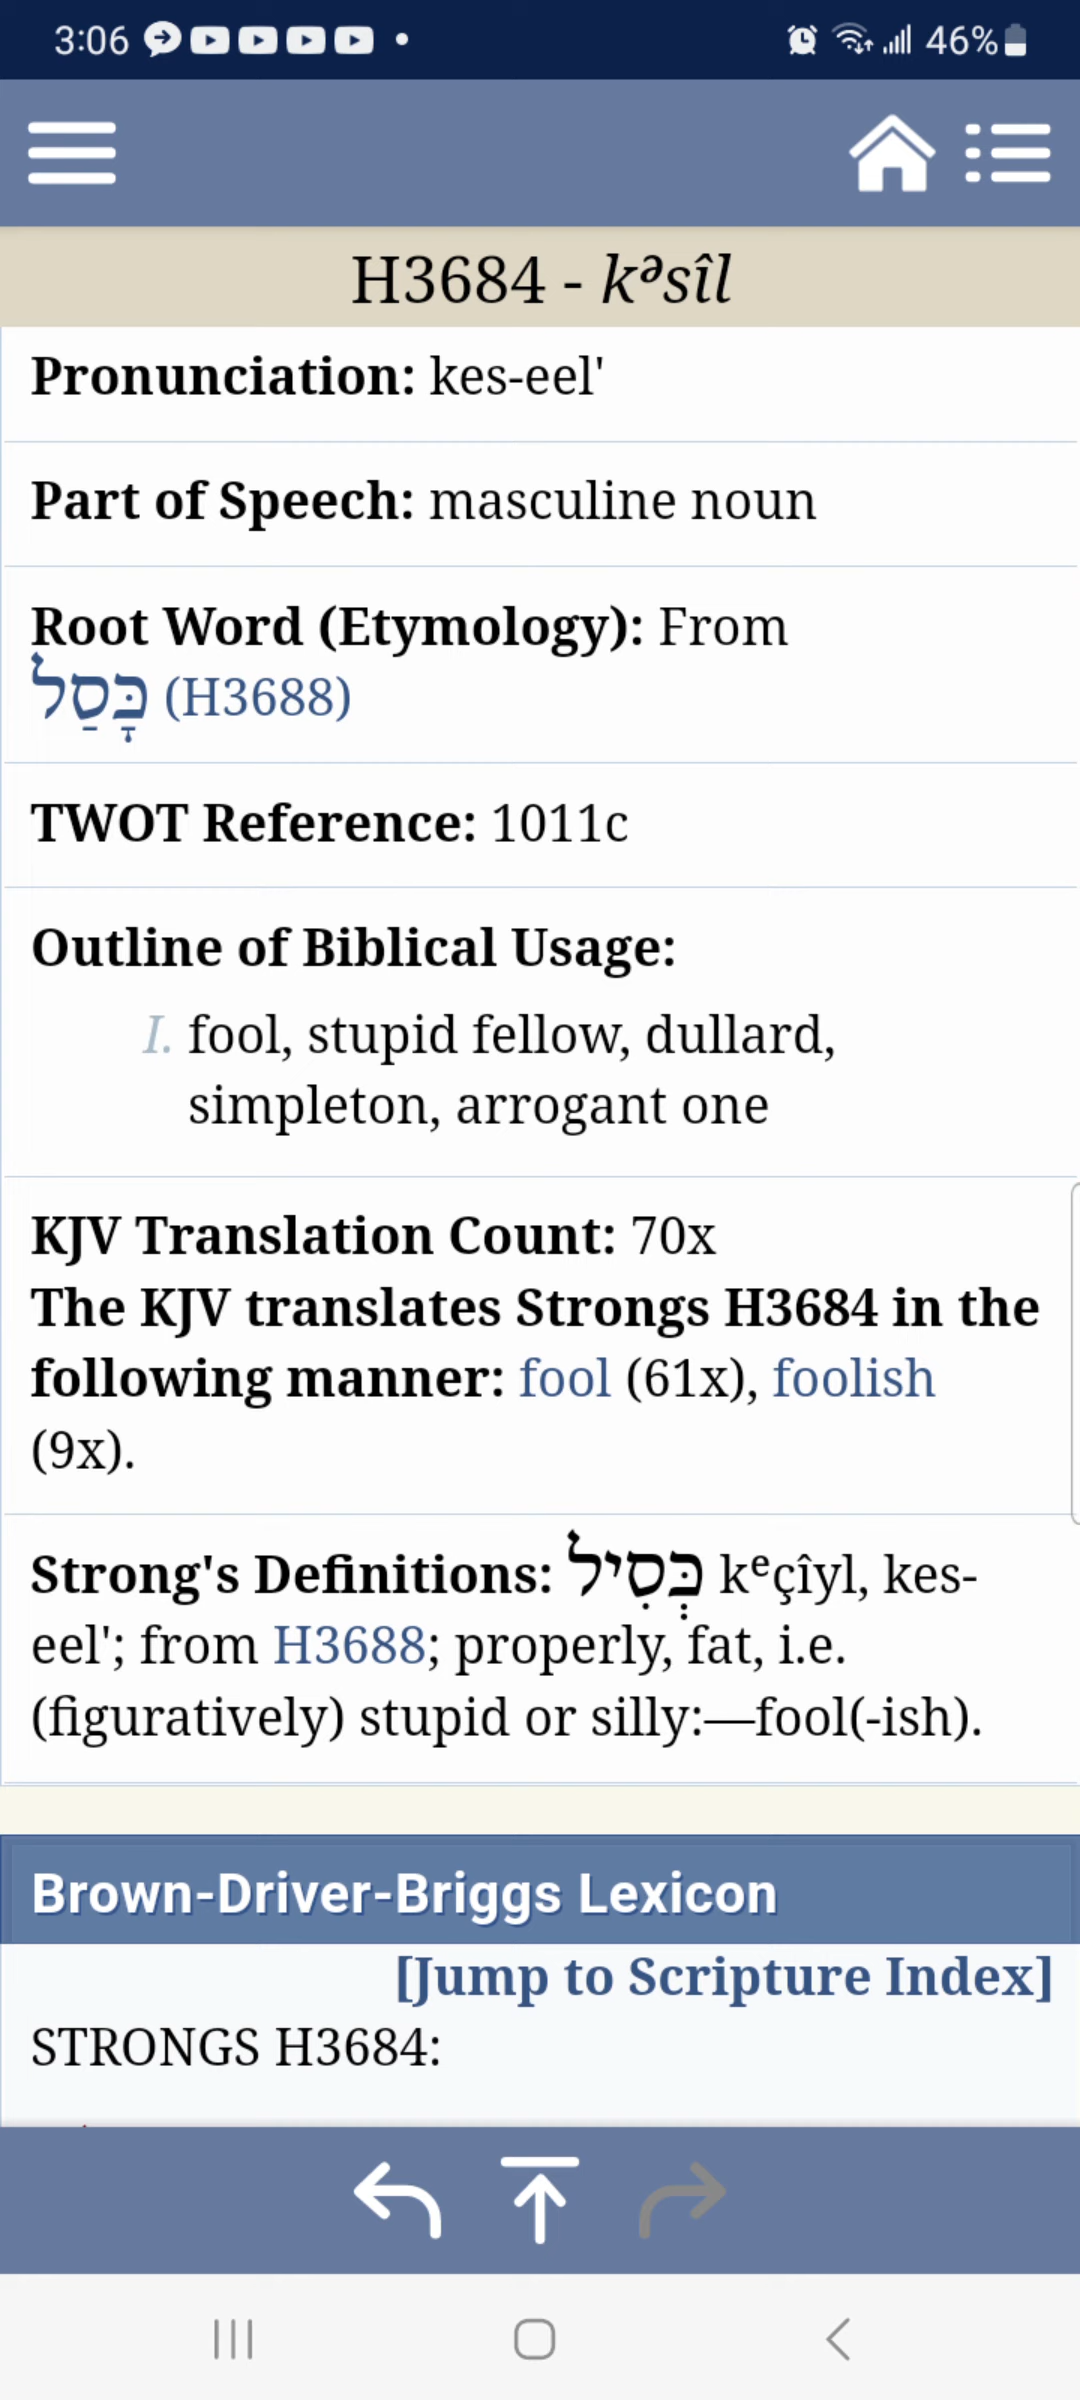 3:06
46%
H3684 - kᵊsîl
Pronunciation: kes-eel'
Part of Speech: masculine noun
Root Word (Etymology): From
כָּסַל (H3688)
TWOT Reference: 1011c
Outline of Biblical Usage:
I. fool, stupid fellow, dullard,
simpleton, arrogant one
KJV Translation Count: 70x
The KJV translates Strongs H3684 in the
following manner: fool (61x), foolish
(9x).
Strong's Definitions: כְּסִיל kᵉçîyl, kes-
eel'; from H3688; properly, fat, i.e.
(figuratively) stupid or silly:—fool(-ish).
Brown-Driver-Briggs Lexicon
[Jump to Scripture Index]
STRONGS H3684: